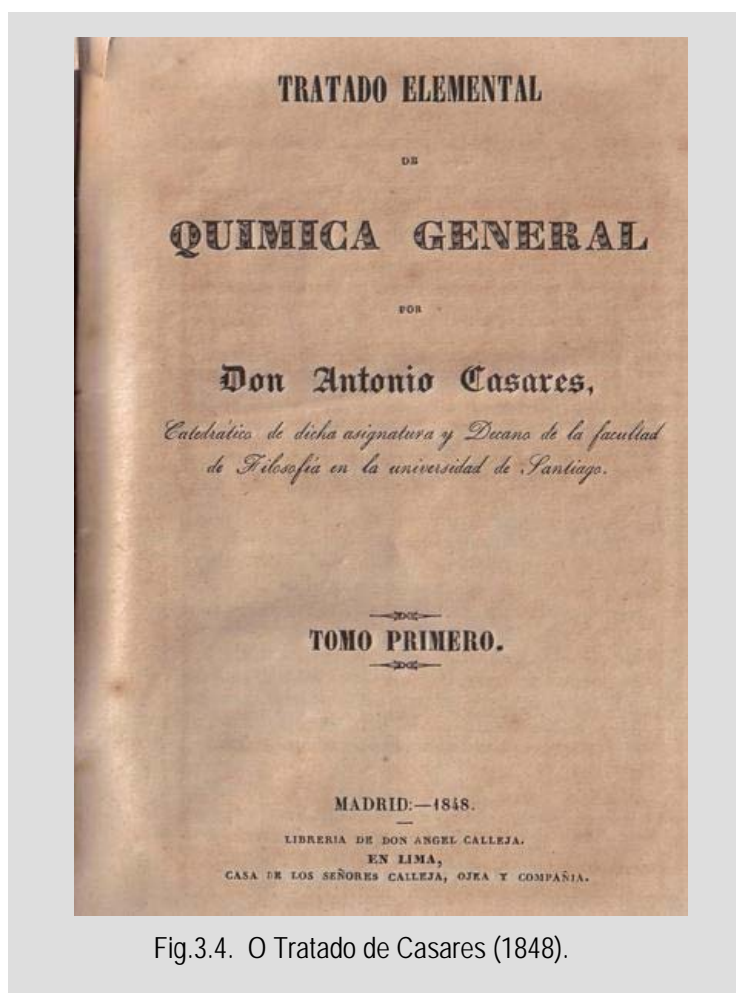 TRATADO ELEMENTAL
DE
QUIMICA GENERAL
POR
Don Antonio Casares,
Catedrático de dicha asignatura y Decano de la facultad
de Filosofía en la universidad de Santiago.
TOMO PRIMERO.
MADRID:—1848.
LIBRERIA DE DON ANGEL CALLEJA.
EN LIMA,
CASA DE LOS SEÑORES CALLEJA, OJEA Y COMPAÑIA.
Fig.3.4. O Tratado de Casares (1848).